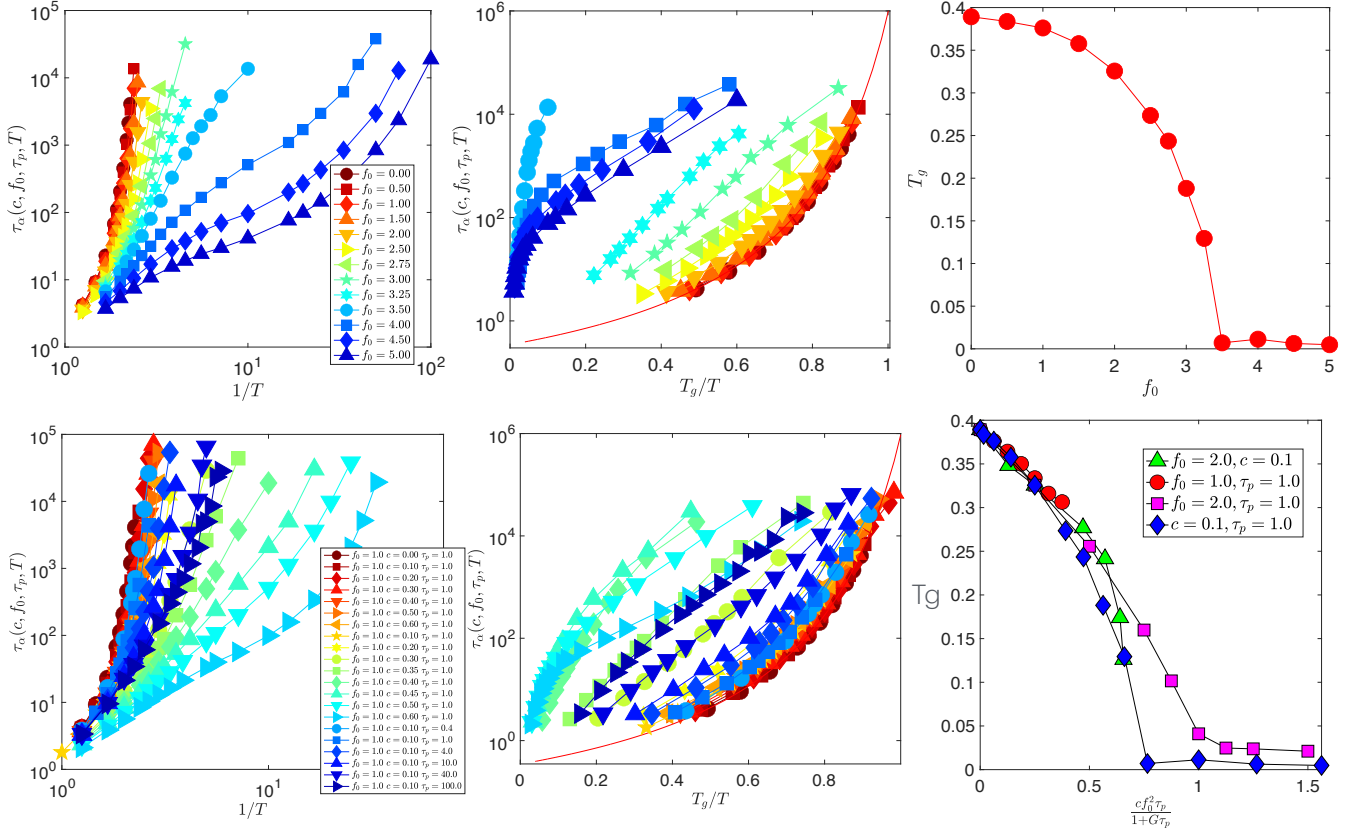 10^5
10^4
10^3
10^2
10^1
10^0
τ_α(c, f_0, τ_p, T)
f_0 = 0.00
f_0 = 0.50
f_0 = 1.00
f_0 = 1.50
f_0 = 2.00
f_0 = 2.50
f_0 = 2.75
f_0 = 3.00
f_0 = 3.25
f_0 = 3.50
f_0 = 4.00
f_0 = 4.50
f_0 = 5.00
10^0 10^1 10^2
1/T
10^6
10^4
10^2
10^0
τ_α(c, f_0, τ_p, T)
0 0.2 0.4 0.6 0.8 1
T_g/T
0.4
0.35
0.3
0.25
0.2
0.15
0.1
0.05
0
T_g
0 1 2 3 4 5
f_0
10^5
10^4
10^3
10^2
10^1
10^0
τ_α(c, f_0, τ_p, T)
f_0 = 1.0 c = 0.00 τ_p = 1.0
f_0 = 1.0 c = 0.10 τ_p = 1.0
f_0 = 1.0 c = 0.20 τ_p = 1.0
f_0 = 1.0 c = 0.30 τ_p = 1.0
f_0 = 1.0 c = 0.40 τ_p = 1.0
f_0 = 1.0 c = 0.50 τ_p = 1.0
f_0 = 1.0 c = 0.60 τ_p = 1.0
f_0 = 1.0 c = 0.10 τ_p = 1.0
f_0 = 1.0 c = 0.20 τ_p = 1.0
f_0 = 1.0 c = 0.30 τ_p = 1.0
f_0 = 1.0 c = 0.35 τ_p = 1.0
f_0 = 1.0 c = 0.40 τ_p = 1.0
f_0 = 1.0 c = 0.45 τ_p = 1.0
f_0 = 1.0 c = 0.50 τ_p = 1.0
f_0 = 1.0 c = 0.60 τ_p = 1.0
f_0 = 1.0 c = 0.10 τ_p = 0.4
f_0 = 1.0 c = 0.10 τ_p = 1.0
f_0 = 1.0 c = 0.10 τ_p = 4.0
f_0 = 1.0 c = 0.10 τ_p = 10.0
f_0 = 1.0 c = 0.10 τ_p = 40.0
f_0 = 1.0 c = 0.10 τ_p = 100.0
10^0 10^1
1/T
10^6
10^4
10^2
10^0
τ_α(c, f_0, τ_p, T)
0 0.2 0.4 0.6 0.8
T_g/T
0.4
0.35
0.3
0.25
0.2
0.15
0.1
0.05
0
Tg
f_0 = 2.0, c = 0.1
f_0 = 1.0, τ_p = 1.0
f_0 = 2.0, τ_p = 1.0
c = 0.1, τ_p = 1.0
0 0.5 1 1.5
cf_0^2τ_p
1+Gτ_p